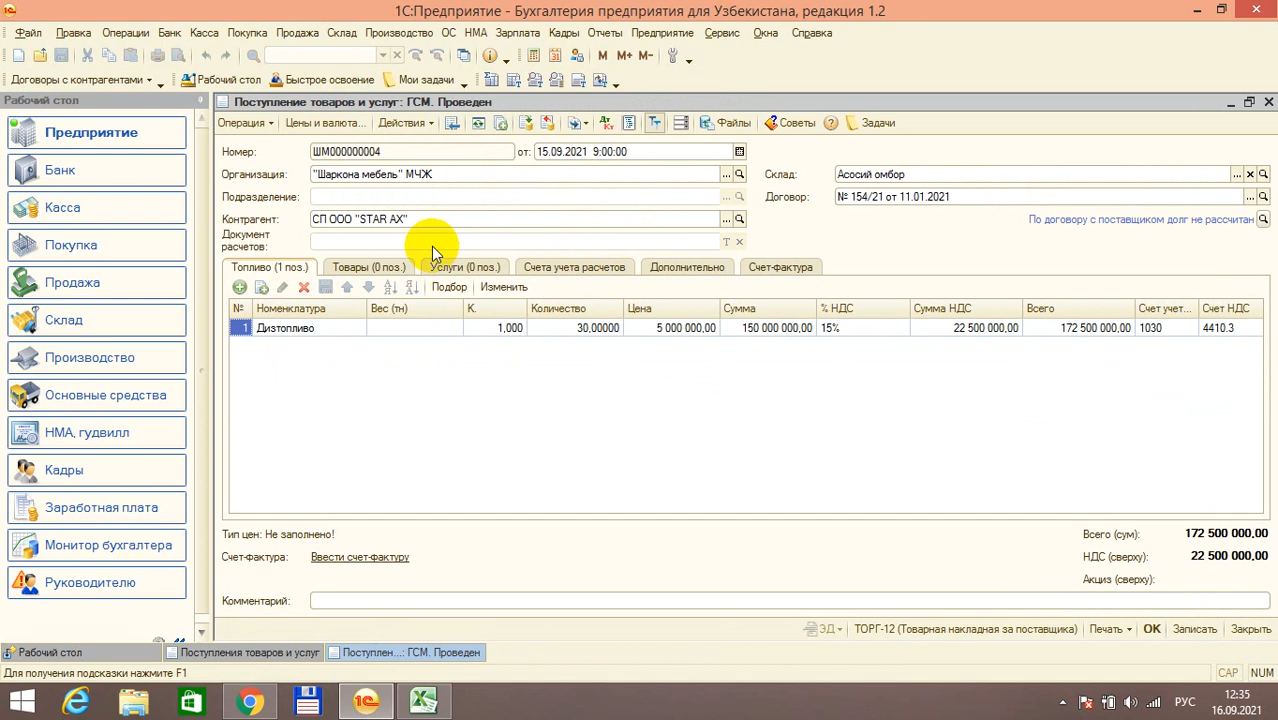 1С:Предприятие - Бухгалтерия предприятия для Узбекистана, редакция 1.2
Файл Правка Операции Банк Касса Покупка Продажа Склад Производство ОС НМА Зарплата Кадры Отчеты Предприятие Сервис Окна Справка
M M+ M-
Договоры с контрагентами Рабочий стол Быстрое освоение Мои задачи
Рабочий стол
Поступление товаров и услуг: ГСМ. Проведен
Операция Цены и валюта... Действия Файлы Советы Задачи
Номер: ШМ000000004 от: 15.09.2021 9:00:00
Организация: "Шаркона мебель" МЧЖ Склад: Асосий омбор
Подразделение: Договор: № 154/21 от 11.01.2021
Контрагент: СП ООО "STAR AX" По договору с поставщиком долг не рассчитан
Документ расчетов:
Топливо (1 поз.) Товары (0 поз.) Услуги (0 поз.) Счета учета расчетов Дополнительно Счет-фактура
Подбор Изменить
№ Номенклатура Вес (тн) К. Количество Цена Сумма % НДС Сумма НДС Всего Счет учет... Счет НДС
1 Дизтопливо 1,000 30,00000 5 000 000,00 150 000 000,00 15% 22 500 000,00 172 500 000,00 1030 4410.3
Предприятие
Банк
Касса
Покупка
Продажа
Склад
Производство
Основные средства
НМА, гудвилл
Кадры
Заработная плата
Монитор бухгалтера
Руководителю
Тип цен: Не заполнено! Всего (сум): 172 500 000,00
Счет-фактура: Ввести счет-фактуру НДС (сверху): 22 500 000,00
Акциз (сверху):
Комментарий:
ЭД ТОРГ-12 (Товарная накладная за поставщика) Печать OK Записать Закрыть
Рабочий стол Поступления товаров и услуг Поступлен...: ГСМ. Проведен
Для получения подсказки нажмите F1 CAP NUM
РУС 12:35
16.09.2021